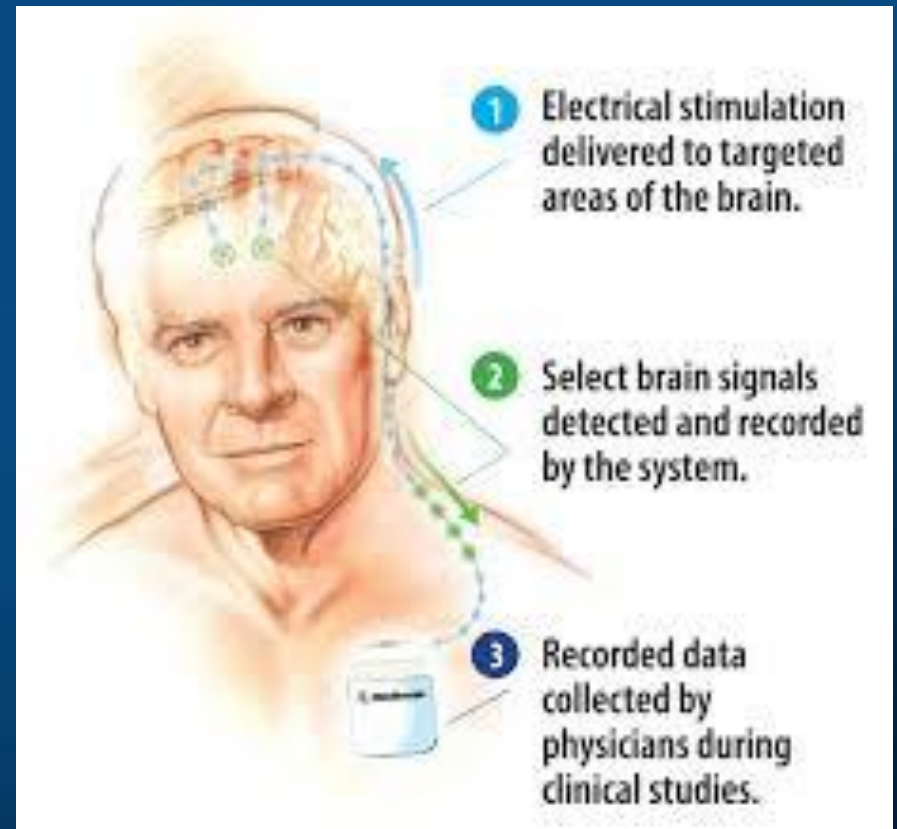 1 Electrical stimulation
delivered to targeted
areas of the brain.
2 Select brain signals
detected and recorded
by the system.
3 Recorded data
collected by
physicians during
clinical studies.